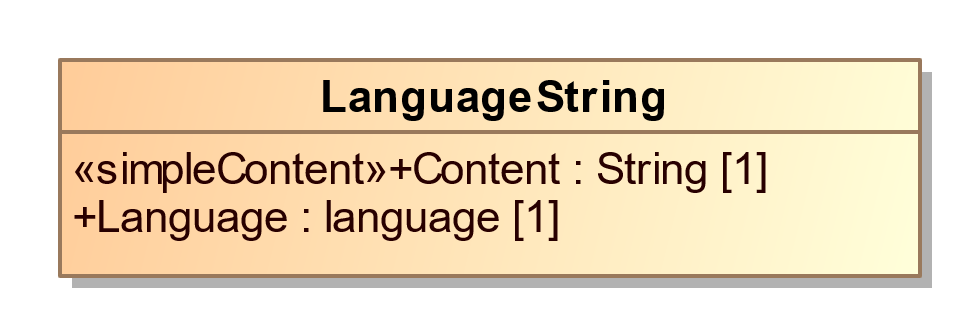 LanguageString
«simpleContent»+Content : String [1]
+Language : language [1]